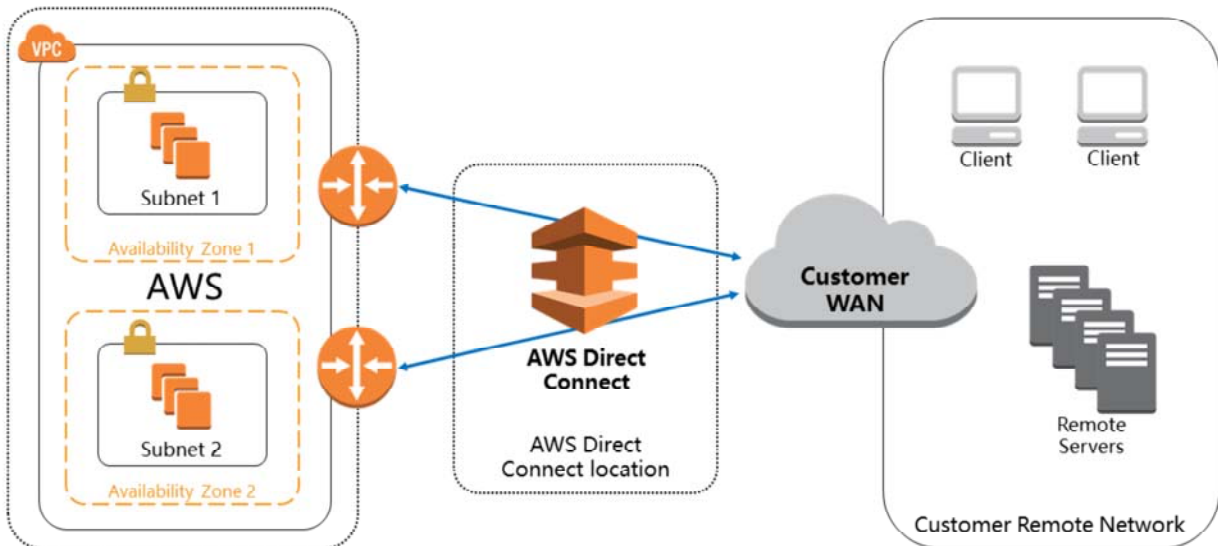 VPC
Subnet 1
Availability Zone 1
AWS
Subnet 2
Availability Zone 2
AWS Direct
Connect
AWS Direct
Connect location
Customer
WAN
Client
Client
Remote
Servers
Customer Remote Network